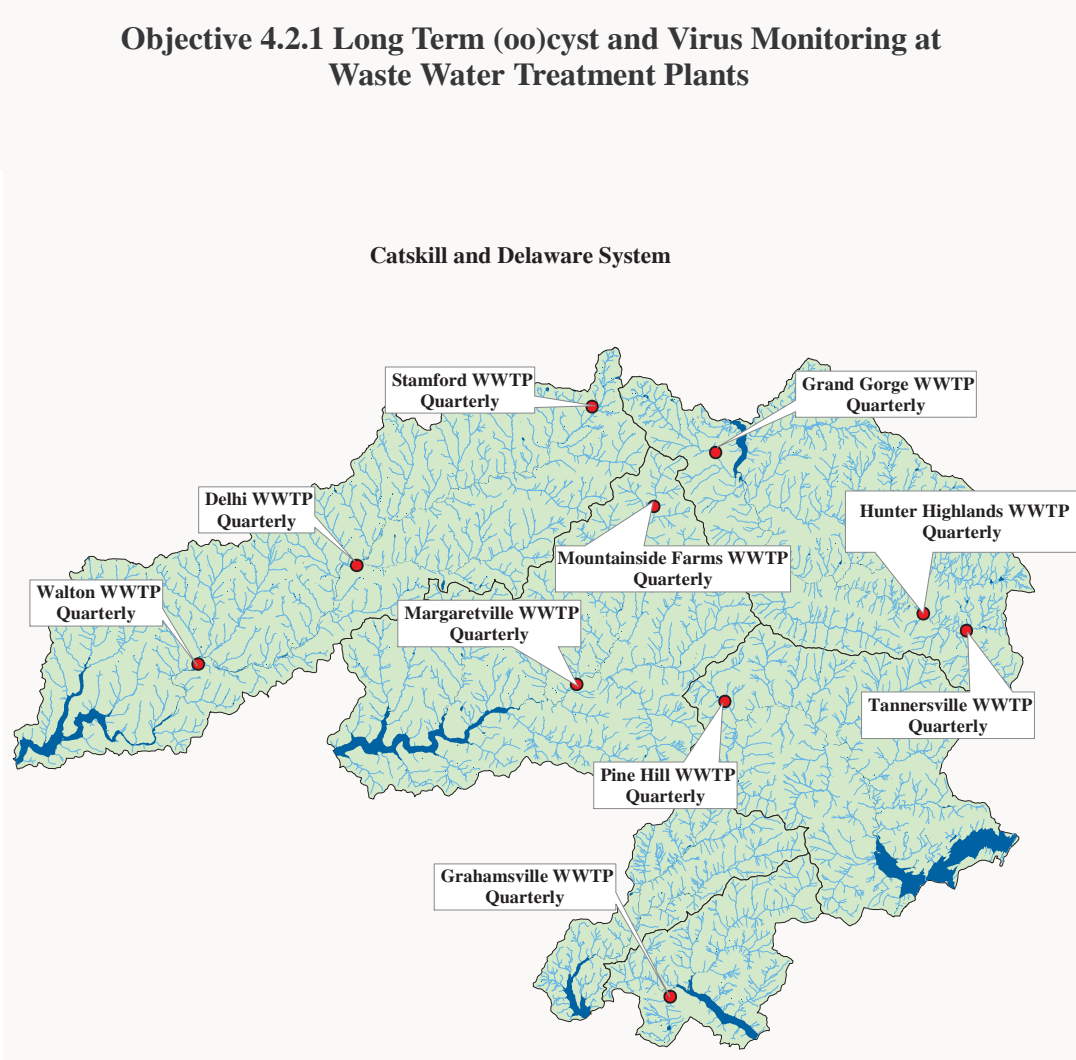 Objective 4.2.1 Long Term (oo)cyst and Virus Monitoring at
Waste Water Treatment Plants
Catskill and Delaware System
Stamford WWTP
Quarterly
Grand Gorge WWTP
Quarterly
Delhi WWTP
Quarterly
Hunter Highlands WWTP
Quarterly
Mountainside Farms WWTP
Quarterly
Walton WWTP
Quarterly
Margaretville WWTP
Quarterly
Tannersville WWTP
Quarterly
Pine Hill WWTP
Quarterly
Grahamsville WWTP
Quarterly